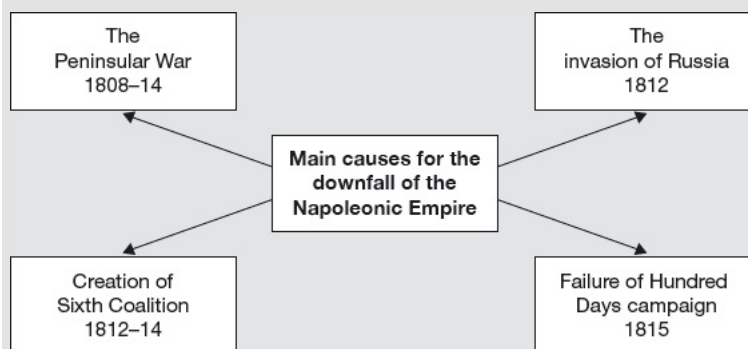 The
Peninsular War
1808–14
The
invasion of Russia
1812
Main causes for the
downfall of the
Napoleonic Empire
Creation of
Sixth Coalition
1812–14
Failure of Hundred
Days campaign
1815